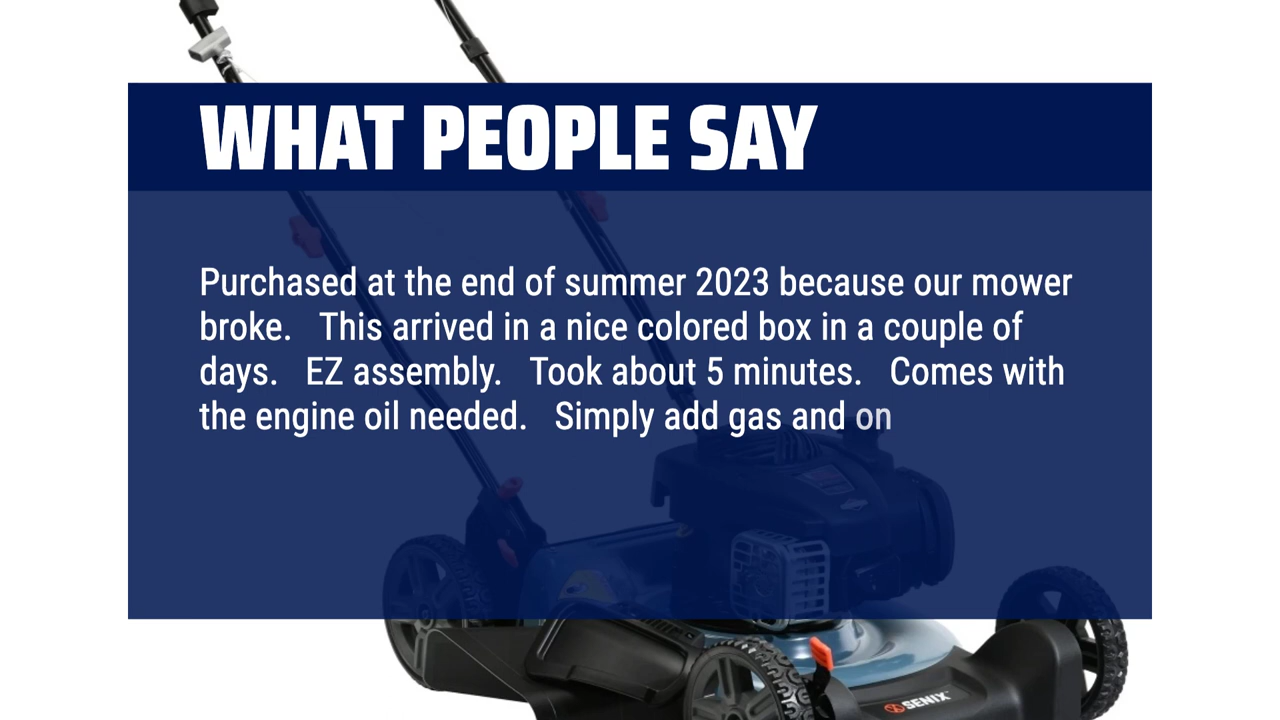 WHAT PEOPLE SAY
Purchased at the end of summer 2023 because our mower
broke.   This arrived in a nice colored box in a couple of
days.   EZ assembly.   Took about 5 minutes.   Comes with
the engine oil needed.   Simply add gas and on
SENIX